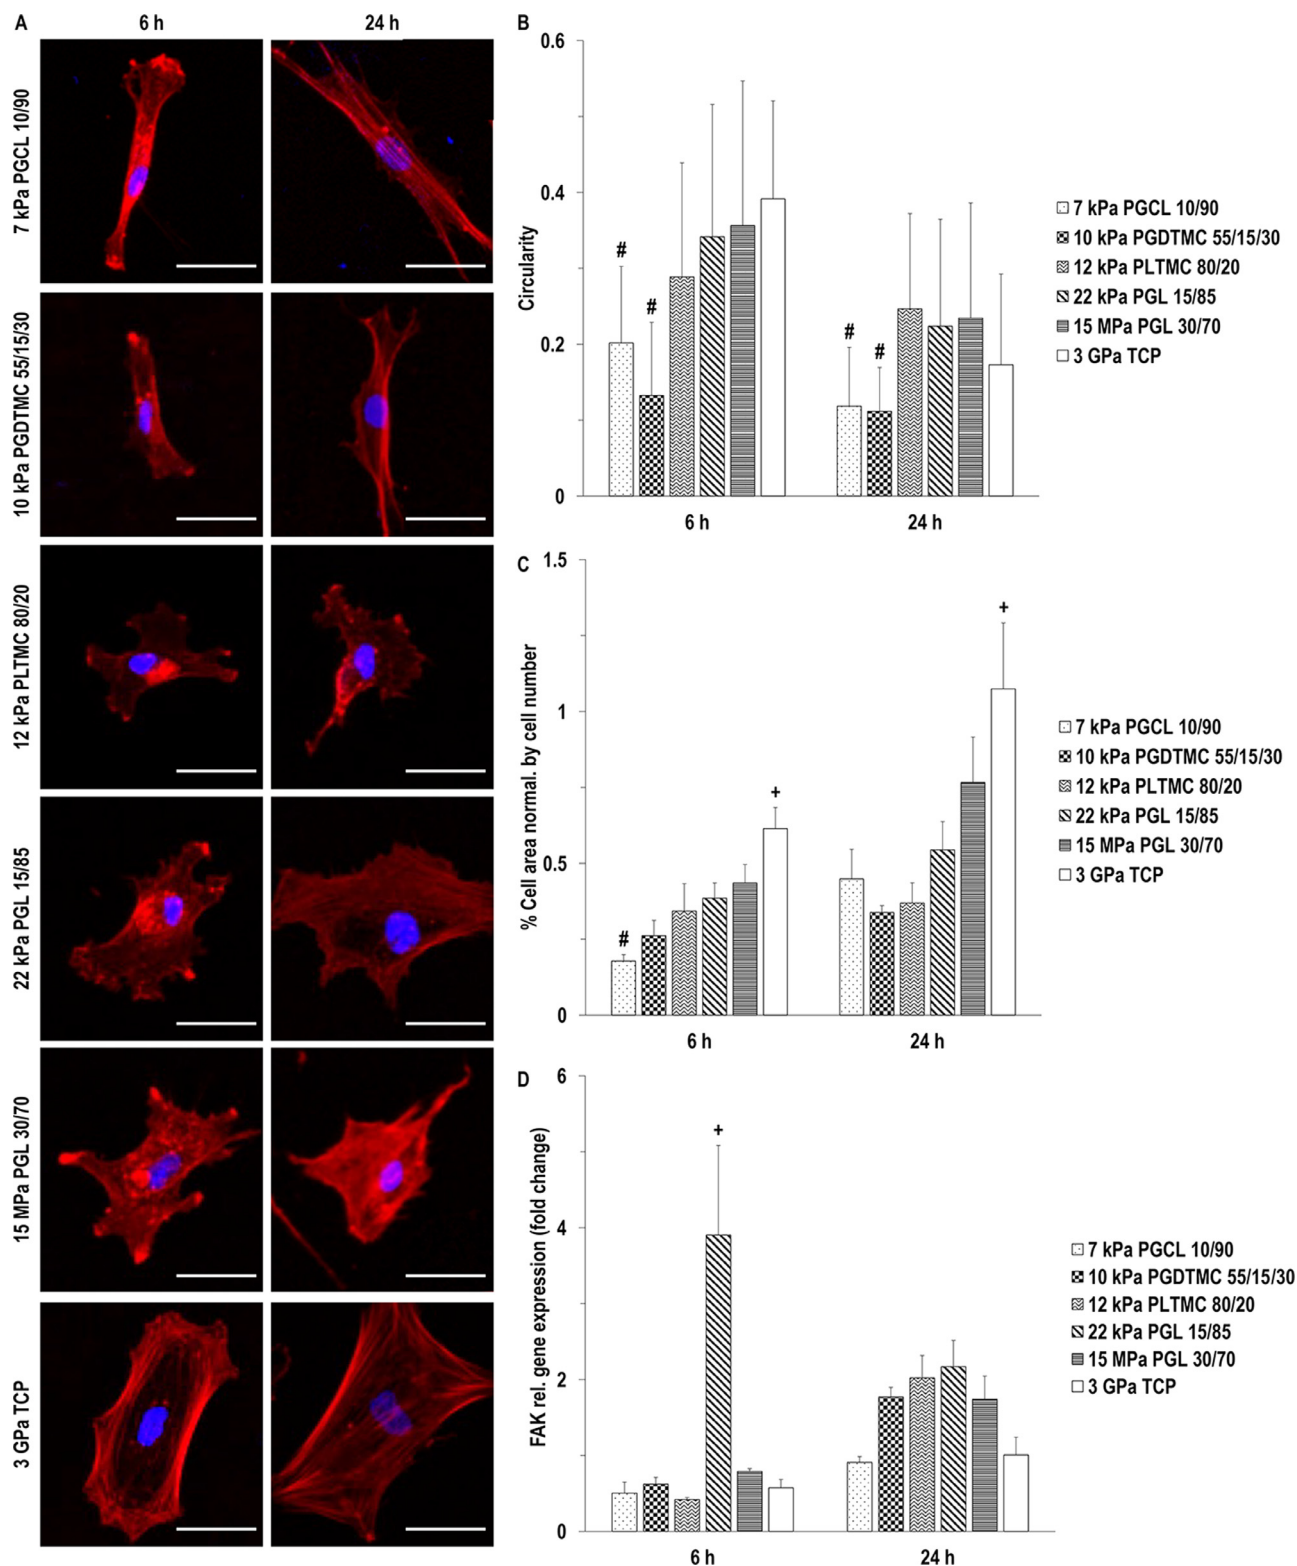 A
6 h
24 h
7 kPa PGCL 10/90
10 kPa PGDTMC 55/15/30
12 kPa PLTMC 80/20
22 kPa PGL 15/85
15 MPa PGL 30/70
3 GPa TCP
B
Circularity
0.6
0.4
0.2
0
#
#
#
#
6 h
24 h
7 kPa PGCL 10/90
10 kPa PGDTMC 55/15/30
12 kPa PLTMC 80/20
22 kPa PGL 15/85
15 MPa PGL 30/70
3 GPa TCP
C
% Cell area normal. by cell number
1.5
1
0.5
0
#
+
+
6 h
24 h
7 kPa PGCL 10/90
10 kPa PGDTMC 55/15/30
12 kPa PLTMC 80/20
22 kPa PGL 15/85
15 MPa PGL 30/70
3 GPa TCP
D
FAK rel. gene expression (fold change)
6
4
2
0
+
6 h
24 h
7 kPa PGCL 10/90
10 kPa PGDTMC 55/15/30
12 kPa PLTMC 80/20
22 kPa PGL 15/85
15 MPa PGL 30/70
3 GPa TCP